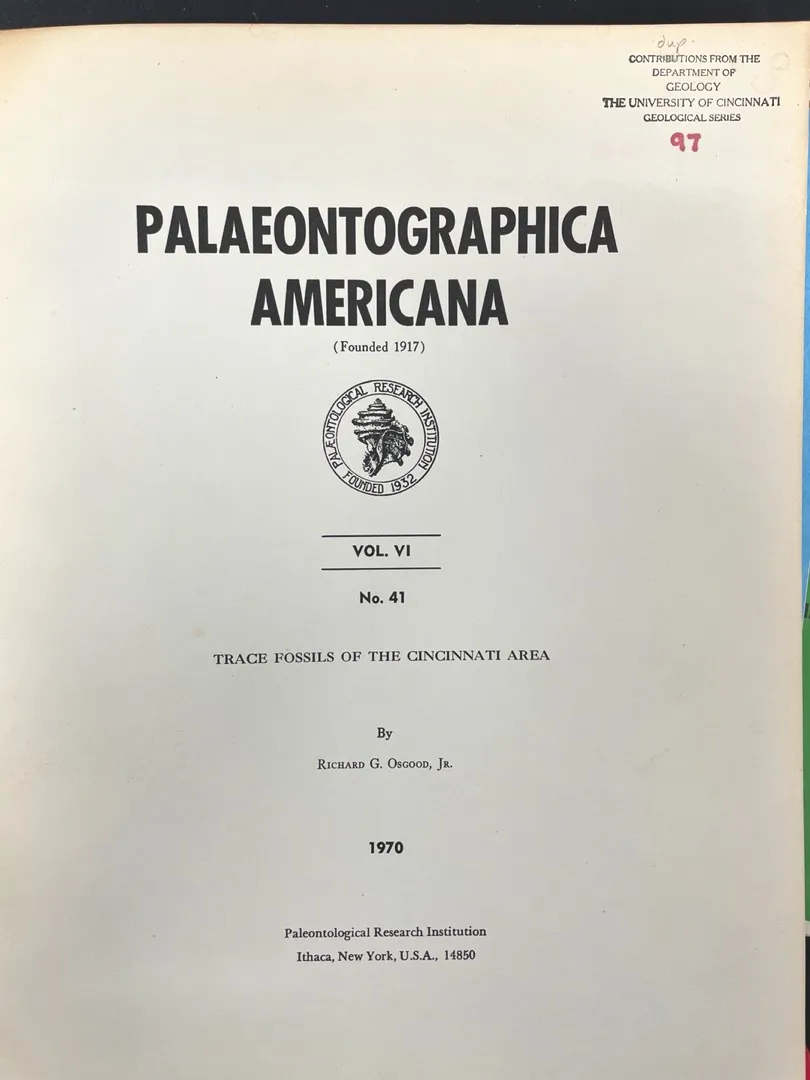 dup.
CONTRIBUTIONS FROM THE
DEPARTMENT OF
GEOLOGY
THE UNIVERSITY OF CINCINNATI
GEOLOGICAL SERIES
97
PALAEONTOGRAPHICA
AMERICANA
(Founded 1917)
PALÆONTOLOGICAL RESEARCH INSTITUTION
FOUNDED 1932
VOL. VI
No. 41
TRACE FOSSILS OF THE CINCINNATI AREA
By
RICHARD G. OSGOOD, JR.
1970
Paleontological Research Institution
Ithaca, New York, U.S.A., 14850